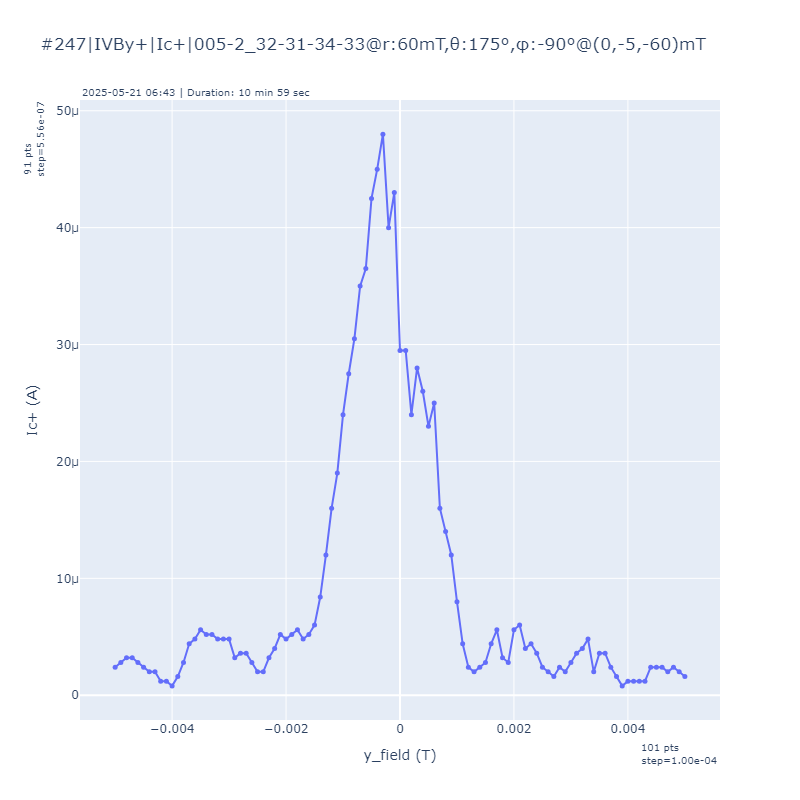 #247|IVBy+|Ic+|005-2_32-31-34-33@r:60mT,θ:175°,φ:-90°@(0,-5,-60)mT
2025-05-21 06:43 | Duration: 10 min 59 sec
91 pts
step=5.56e-07
50μ
40μ
30μ
20μ
10μ
0
Ic+ (A)
−0.004
−0.002
0
0.002
0.004
y_field (T)
101 pts
step=1.00e-04